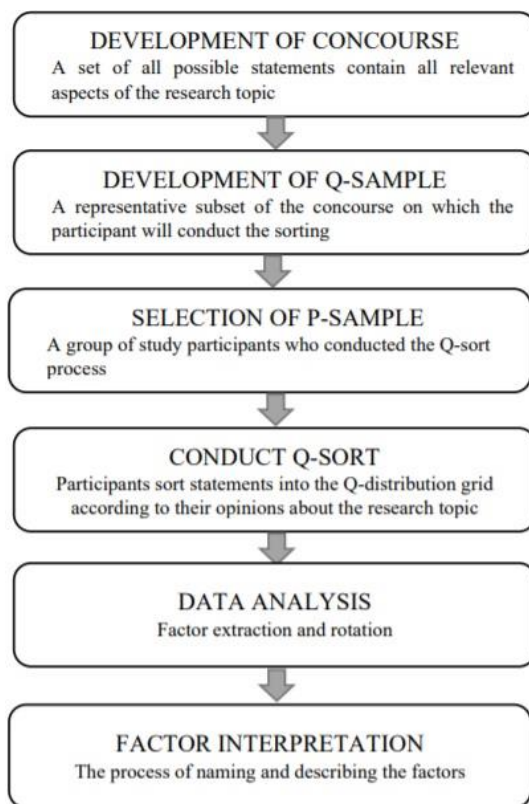 DEVELOPMENT OF CONCOURSE
A set of all possible statements contain all relevant
aspects of the research topic
DEVELOPMENT OF Q-SAMPLE
A representative subset of the concourse on which the
participant will conduct the sorting
SELECTION OF P-SAMPLE
A group of study participants who conducted the Q-sort
process
CONDUCT Q-SORT
Participants sort statements into the Q-distribution grid
according to their opinions about the research topic
DATA ANALYSIS
Factor extraction and rotation
FACTOR INTERPRETATION
The process of naming and describing the factors